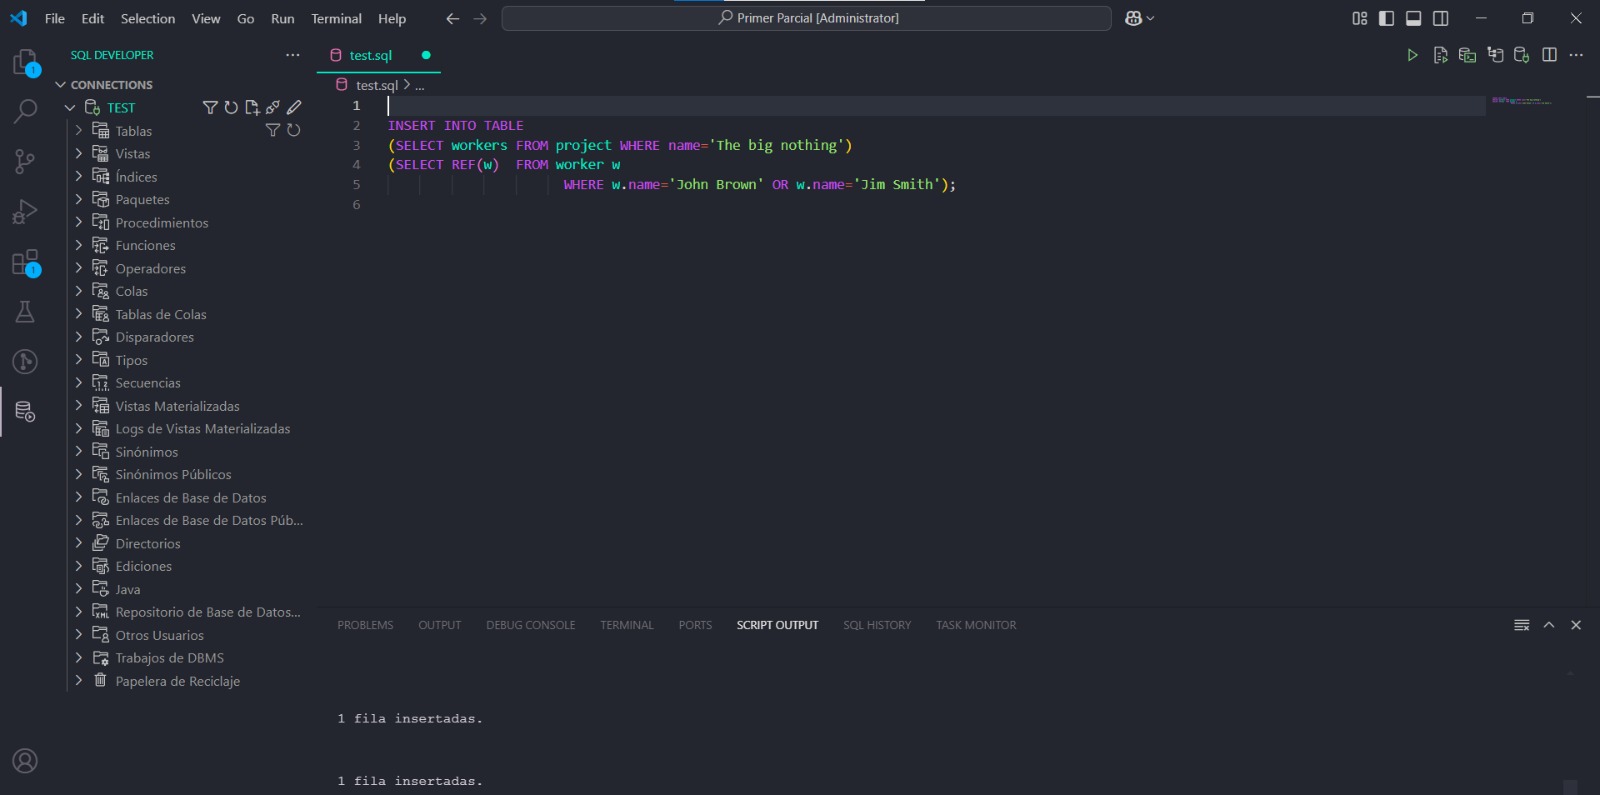 File Edit Selection View Go Run Terminal Help
Primer Parcial [Administrator]
SQL DEVELOPER
CONNECTIONS
TEST
Tablas
Vistas
Índices
Paquetes
Procedimientos
Funciones
Operadores
Colas
Tablas de Colas
Disparadores
Tipos
Secuencias
Vistas Materializadas
Logs de Vistas Materializadas
Sinónimos
Sinónimos Públicos
Enlaces de Base de Datos
Enlaces de Base de Datos Púb...
Directorios
Ediciones
Java
Repositorio de Base de Datos...
Otros Usuarios
Trabajos de DBMS
Papelera de Reciclaje
1
1
test.sql
test.sql > ...
1
2 INSERT INTO TABLE
3 (SELECT workers FROM project WHERE name='The big nothing')
4 (SELECT REF(w)  FROM worker w
5 WHERE w.name='John Brown' OR w.name='Jim Smith');
6
PROBLEMS OUTPUT DEBUG CONSOLE TERMINAL PORTS SCRIPT OUTPUT SQL HISTORY TASK MONITOR
1 fila insertadas.
1 fila insertadas.